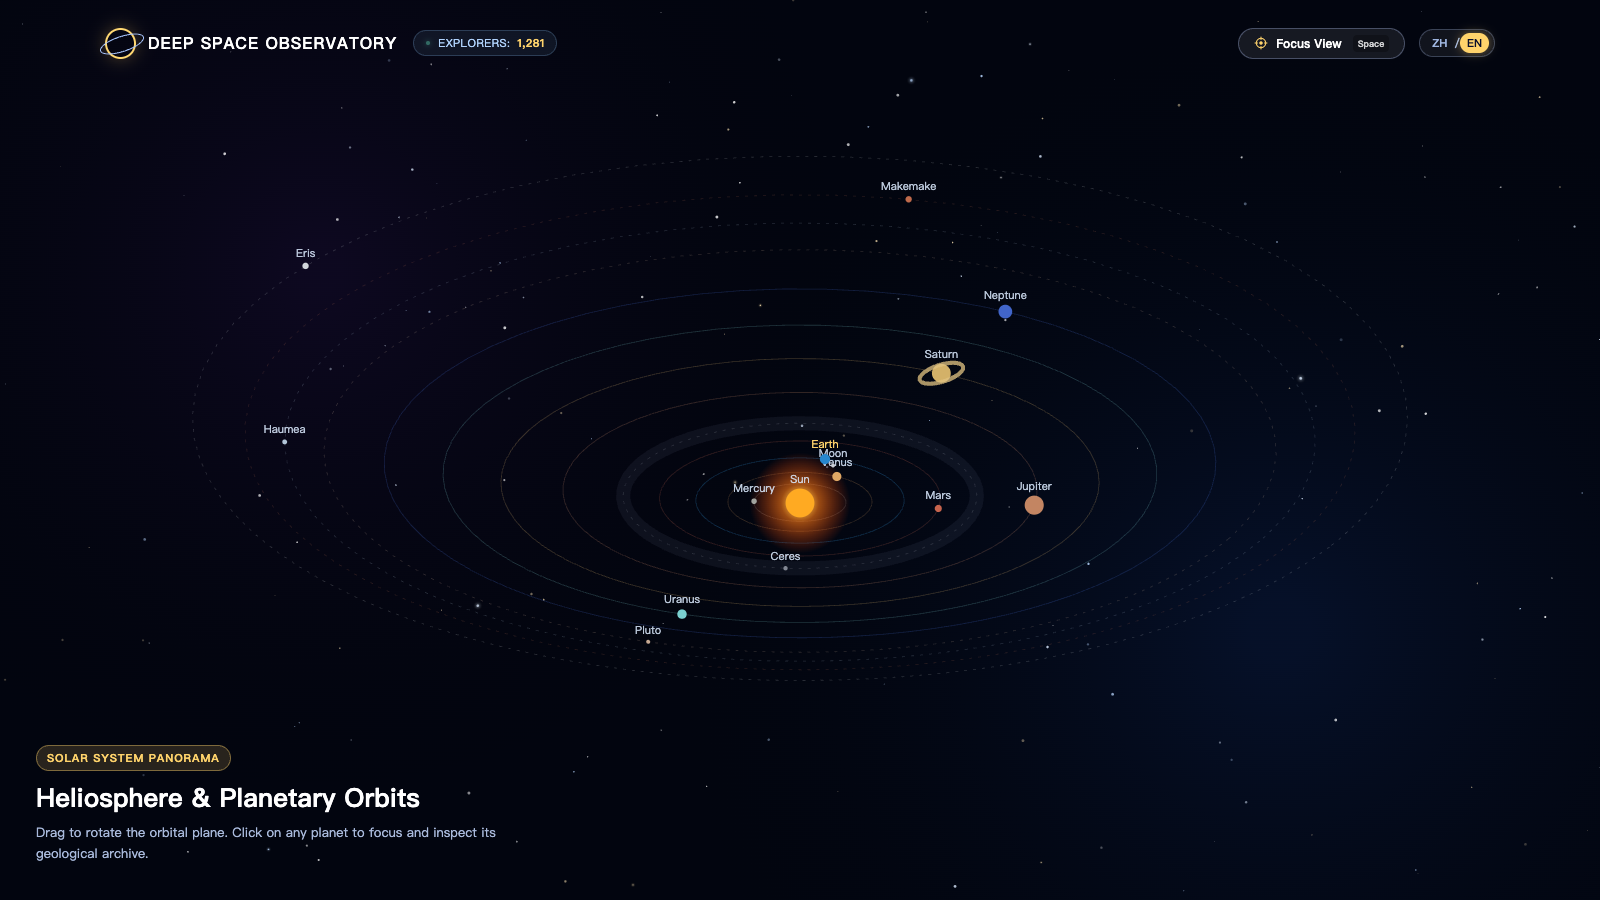 DEEP SPACE OBSERVATORY
EXPLORERS: 1,281
Focus View Space
ZH / EN
Makemake
Eris
Neptune
Saturn
Haumea
Earth
Moon
Venus
Sun
Mercury
Mars
Jupiter
Ceres
Uranus
Pluto
SOLAR SYSTEM PANORAMA
Heliosphere & Planetary Orbits
Drag to rotate the orbital plane. Click on any planet to focus and inspect its
geological archive.